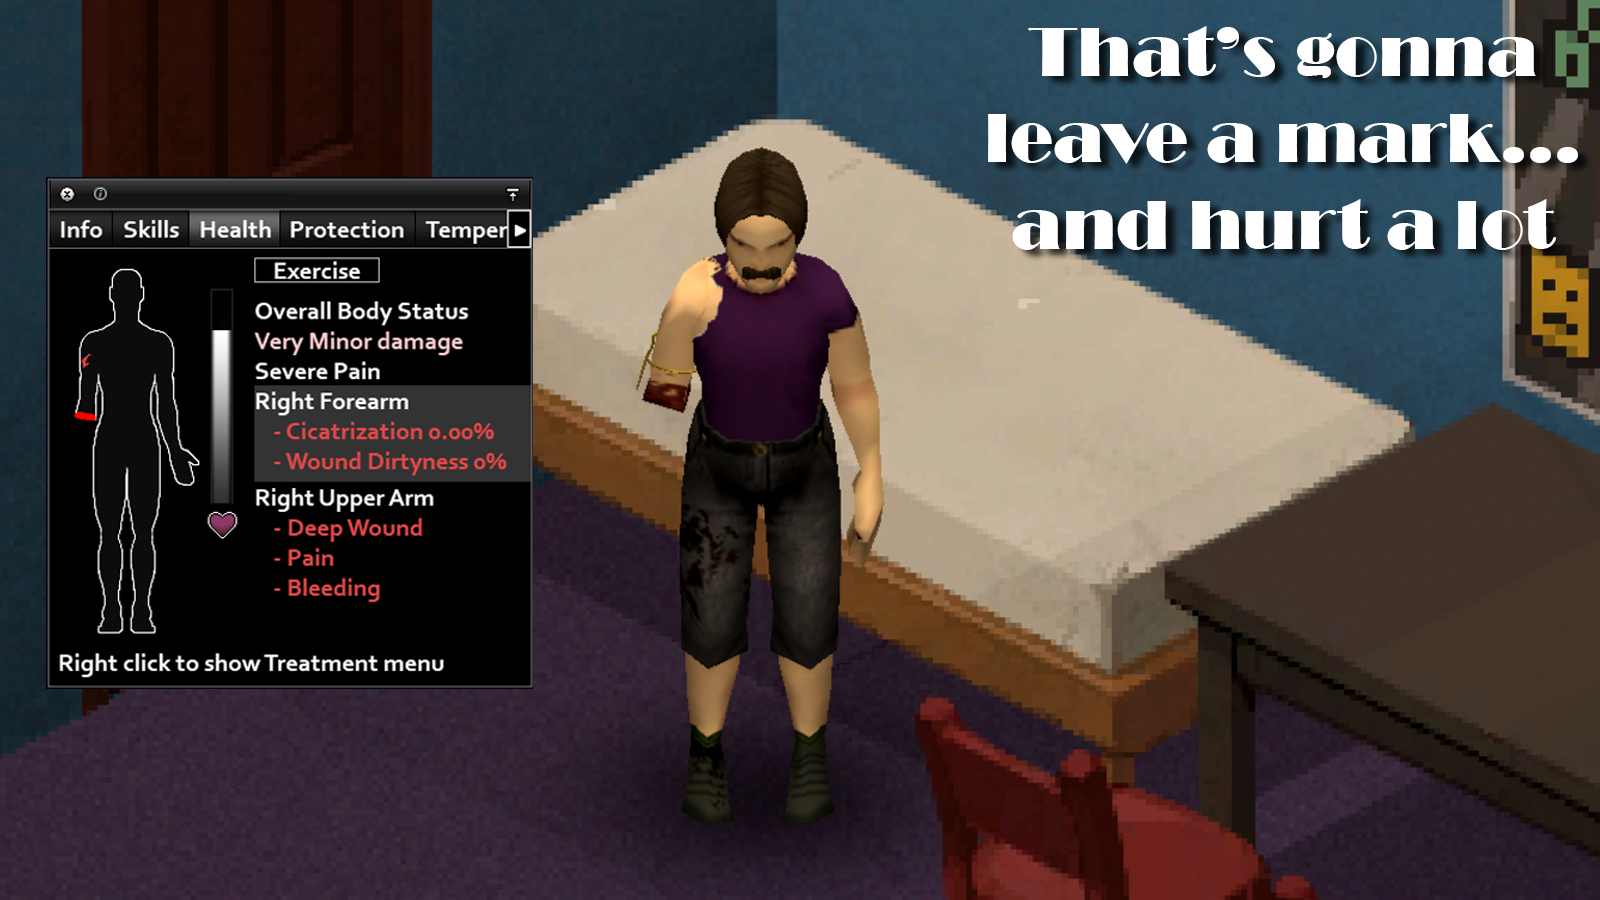 That's gonna
leave a mark...
and hurt a lot
Info Skills Health Protection Temper
Exercise
Overall Body Status
Very Minor damage
Severe Pain
Right Forearm
- Cicatrization 0.00%
- Wound Dirtyness 0%
Right Upper Arm
- Deep Wound
- Pain
- Bleeding
Right click to show Treatment menu